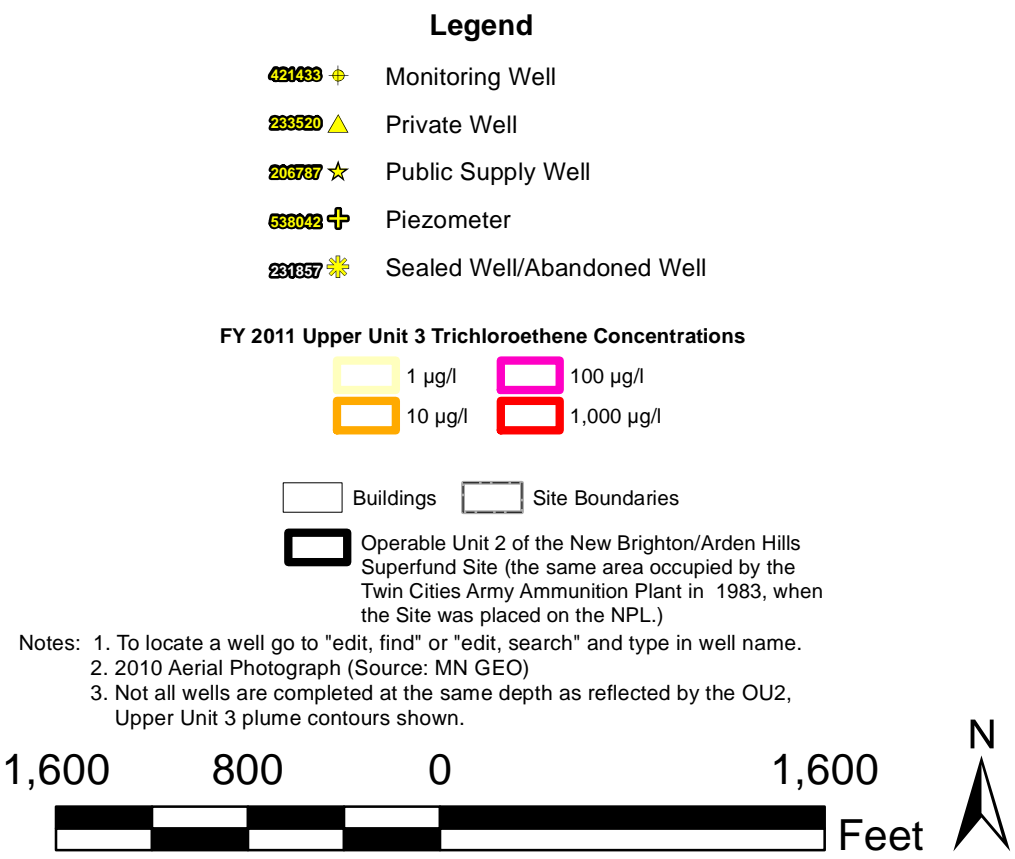 Legend
421433 Monitoring Well
233520 Private Well
206787 Public Supply Well
538042 Piezometer
231857 Sealed Well/Abandoned Well
FY 2011 Upper Unit 3 Trichloroethene Concentrations
1 µg/l 100 µg/l
10 µg/l 1,000 µg/l
Buildings Site Boundaries
Operable Unit 2 of the New Brighton/Arden Hills
Superfund Site (the same area occupied by the
Twin Cities Army Ammunition Plant in 1983, when
the Site was placed on the NPL.)
Notes: 1. To locate a well go to "edit, find" or "edit, search" and type in well name.
2. 2010 Aerial Photograph (Source: MN GEO)
3. Not all wells are completed at the same depth as reflected by the OU2,
Upper Unit 3 plume contours shown.
N
1,600 800 0 1,600
Feet